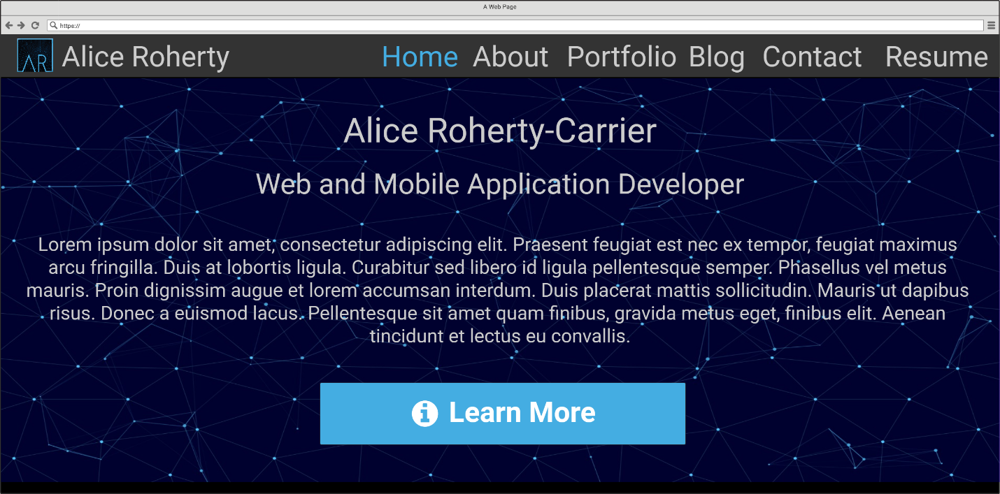 A Web Page
https://
AR Alice Roherty Home About Portfolio Blog Contact Resume
Alice Roherty-Carrier
Web and Mobile Application Developer
Lorem ipsum dolor sit amet, consectetur adipiscing elit. Praesent feugiat est nec ex tempor, feugiat maximus
arcu fringilla. Duis at lobortis ligula. Curabitur sed libero id ligula pellentesque semper. Phasellus vel metus
mauris. Proin dignissim augue et lorem accumsan interdum. Duis placerat mattis sollicitudin. Mauris ut dapibus
risus. Donec a euismod lacus. Pellentesque sit amet quam finibus, gravida metus eget, finibus elit. Aenean
tincidunt et lectus eu convallis.
Learn More